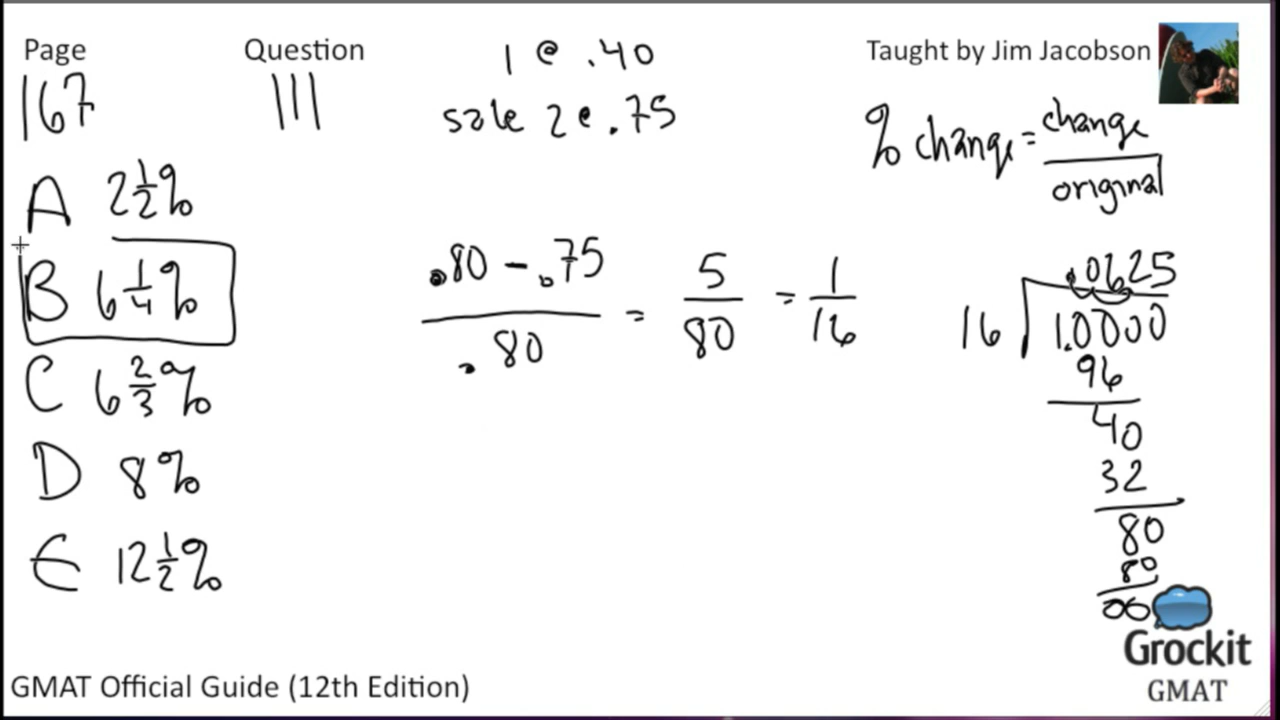 Page Question 1 @ .40 Taught by Jim Jacobson
167 111 sale 2 @ .75
% change = change / original
A 2 1/2 %
B 6 1/4 %
C 6 2/3 %
D 8%
E 12 1/2 %
.80 - .75 / .80 = 5/80 = 1/16
.0625
16 1.0000
96
40
32
80
80
00
Grockit
GMAT
GMAT Official Guide (12th Edition)